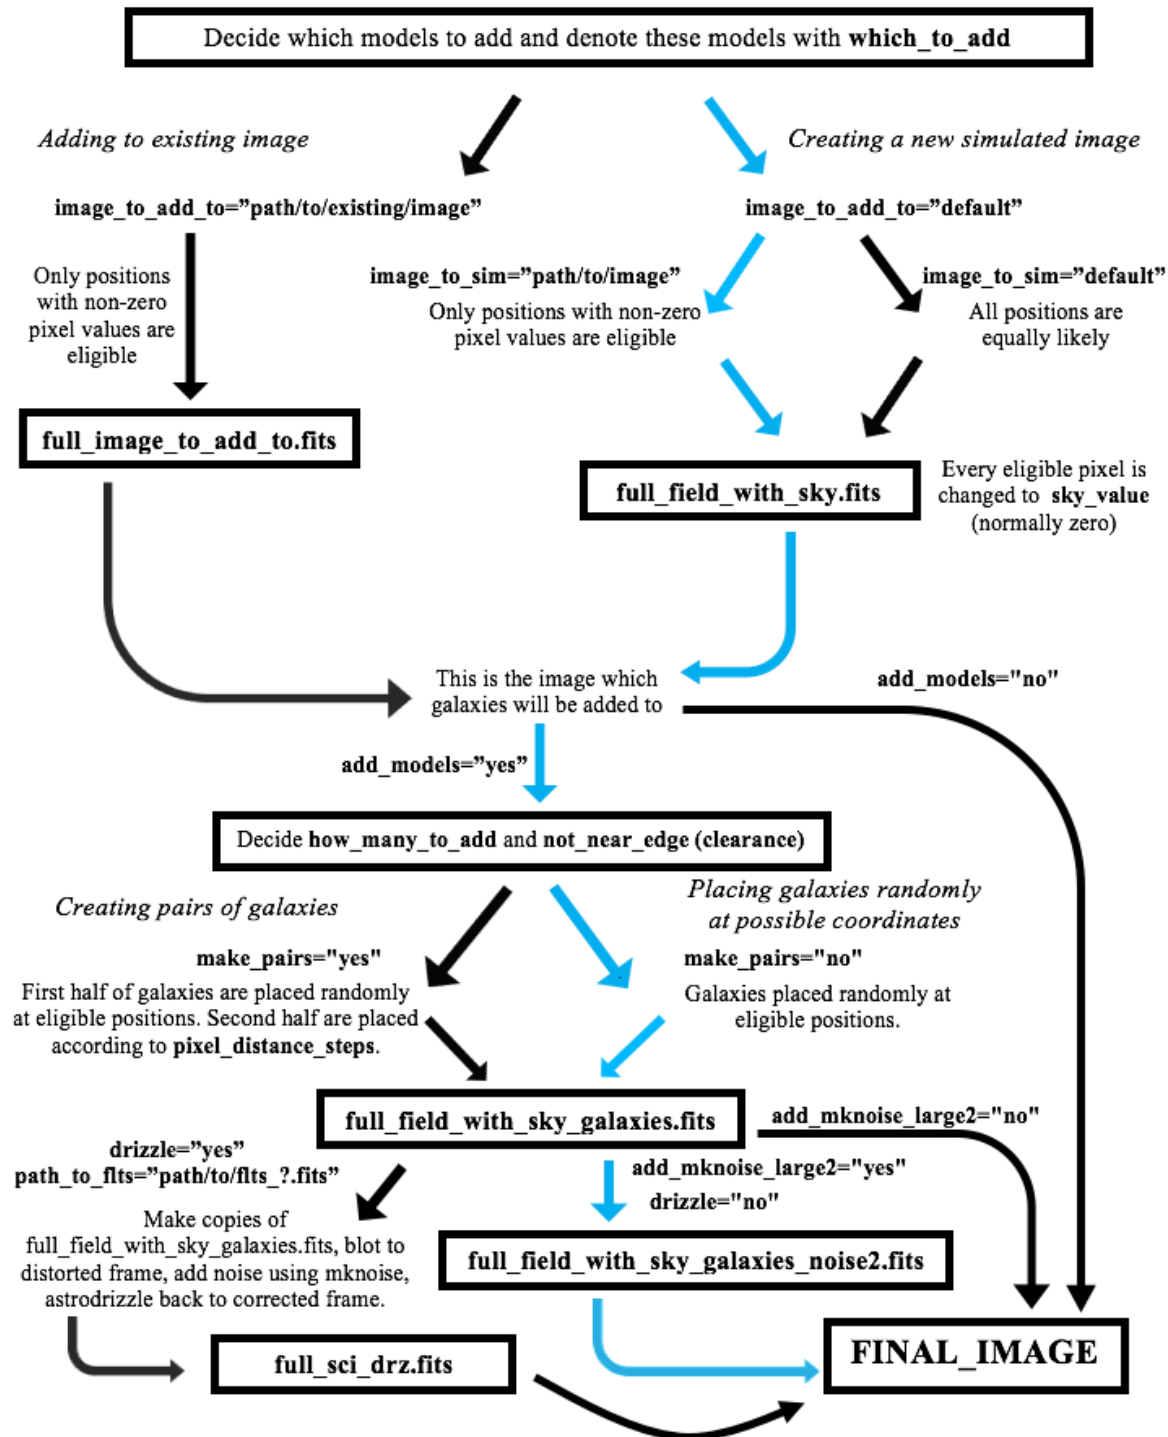 Decide which models to add and denote these models with which_to_add
Adding to existing image
Creating a new simulated image
image_to_add_to=”path/to/existing/image”
image_to_add_to=”default”
Only positions
with non-zero
pixel values are
eligible
image_to_sim=”path/to/image”
Only positions with non-zero
pixel values are eligible
image_to_sim=”default”
All positions are
equally likely
full_image_to_add_to.fits
full_field_with_sky.fits
Every eligible pixel is
changed to sky_value
(normally zero)
This is the image which
galaxies will be added to
add_models="no"
add_models=”yes”
Decide how_many_to_add and not_near_edge (clearance)
Creating pairs of galaxies
Placing galaxies randomly
at possible coordinates
make_pairs="yes"
First half of galaxies are placed randomly
at eligible positions. Second half are placed
according to pixel_distance_steps.
make_pairs="no"
Galaxies placed randomly at
eligible positions.
full_field_with_sky_galaxies.fits
add_mknoise_large2="no"
drizzle=”yes”
path_to_flts=”path/to/flts_?.fits”
add_mknoise_large2="yes"
drizzle="no"
Make copies of
full_field_with_sky_galaxies.fits, blot to
distorted frame, add noise using mknoise,
astrodrizzle back to corrected frame.
full_field_with_sky_galaxies_noise2.fits
full_sci_drz.fits
FINAL_IMAGE